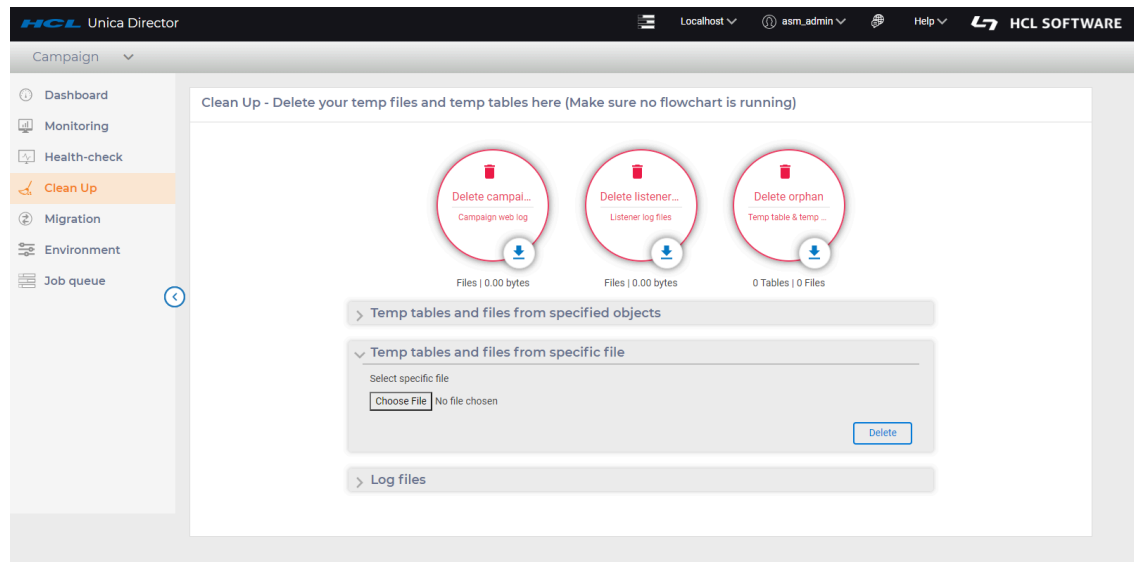 HCL Unica Director
Localhost
asm_admin
Help
HCL SOFTWARE
Campaign
Dashboard
Monitoring
Health-check
Clean Up
Migration
Environment
Job queue
Clean Up - Delete your temp files and temp tables here (Make sure no flowchart is running)
Delete campai...
Campaign web log
Files | 0.00 bytes
Delete listener...
Listener log files
Files | 0.00 bytes
Delete orphan
Temp table & temp ...
0 Tables | 0 Files
Temp tables and files from specified objects
Temp tables and files from specific file
Select specific file
Choose File No file chosen
Delete
Log files